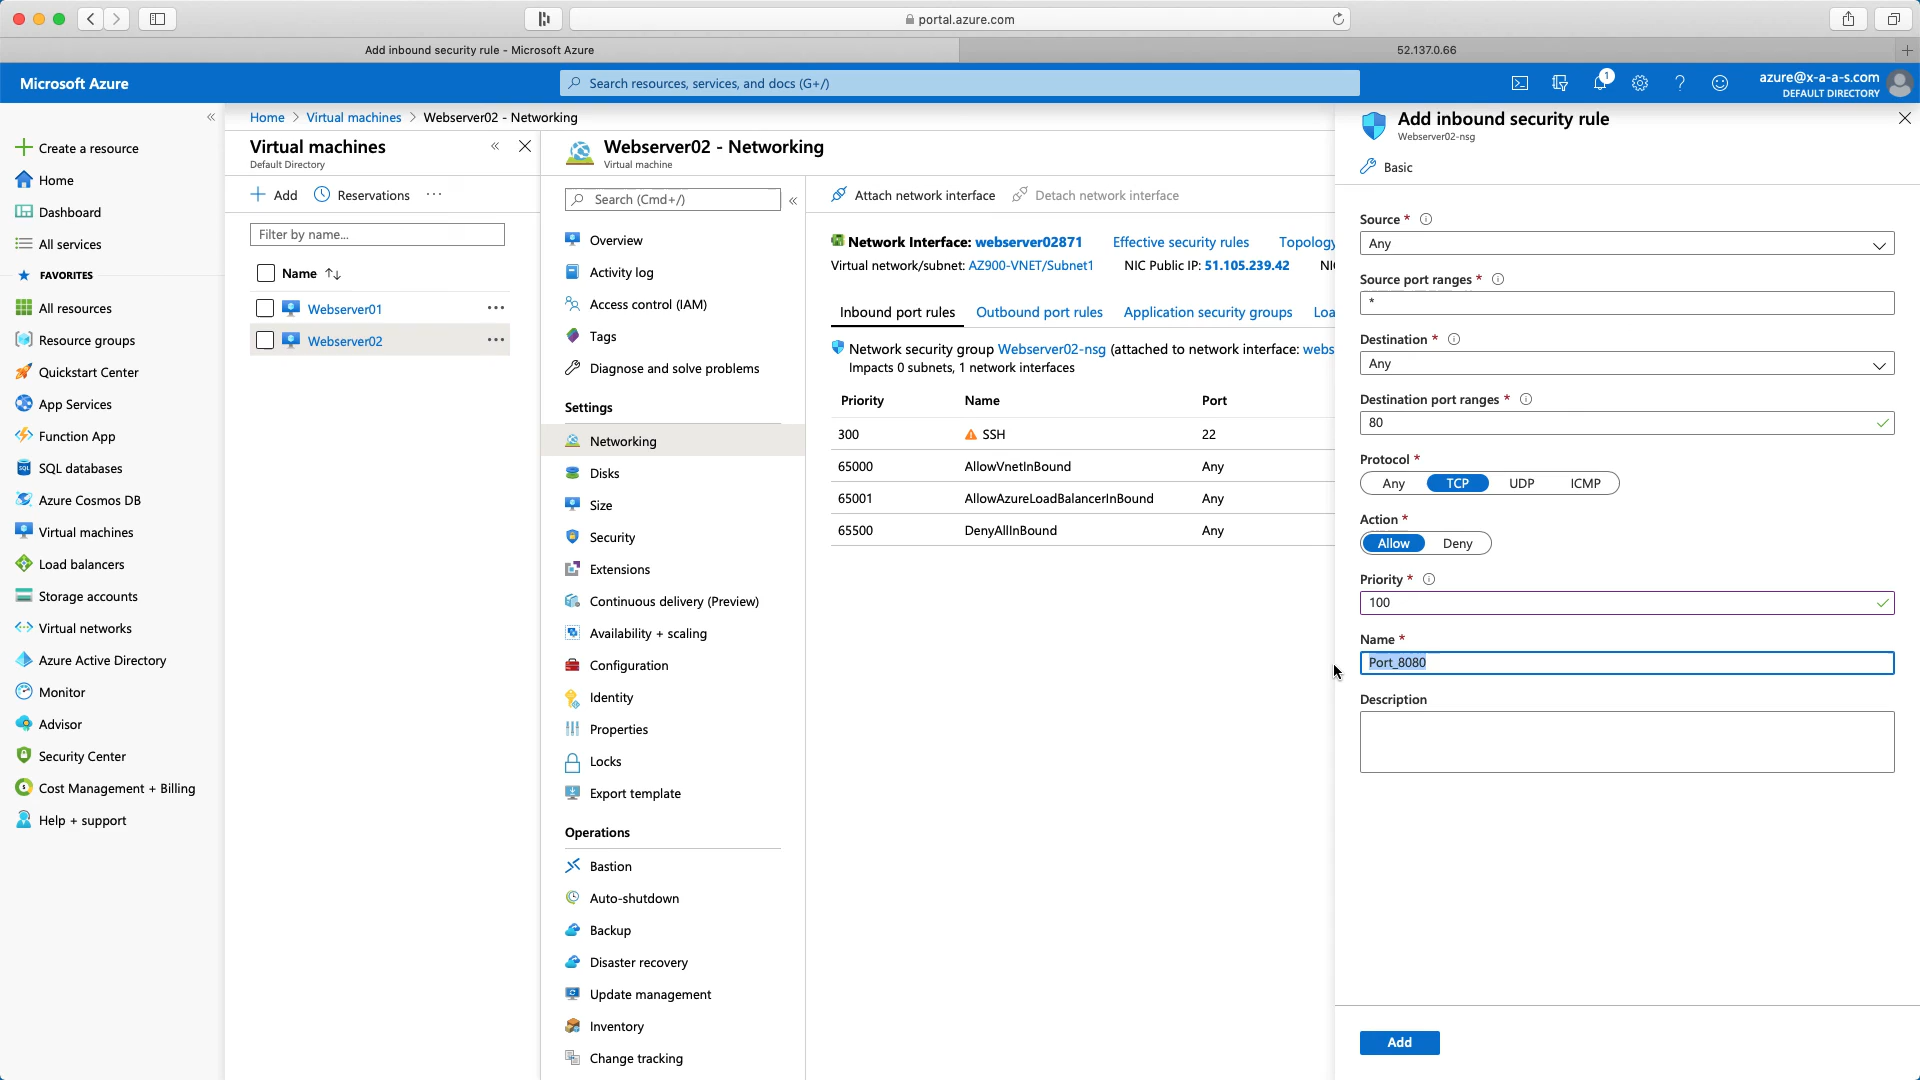 portal.azure.com
Add inbound security rule - Microsoft Azure
52.137.0.66
Microsoft Azure
Search resources, services, and docs (G+/)
1
azure@x-a-a-s.com
DEFAULT DIRECTORY
Create a resource
Home
Dashboard
All services
FAVORITES
All resources
Resource groups
Quickstart Center
App Services
Function App
SQL databases
Azure Cosmos DB
Virtual machines
Load balancers
Storage accounts
Virtual networks
Azure Active Directory
Monitor
Advisor
Security Center
Cost Management + Billing
Help + support
Home > Virtual machines > Webserver02 - Networking
Virtual machines
Default Directory
Add
Reservations
Filter by name...
Name
Webserver01
Webserver02
Webserver02 - Networking
Virtual machine
Search (Cmd+/)
Overview
Activity log
Access control (IAM)
Tags
Diagnose and solve problems
Settings
Networking
Disks
Size
Security
Extensions
Continuous delivery (Preview)
Availability + scaling
Configuration
Identity
Properties
Locks
Export template
Operations
Bastion
Auto-shutdown
Backup
Disaster recovery
Update management
Inventory
Change tracking
Attach network interface
Detach network interface
Network Interface: webserver02871 Effective security rules Topology
Virtual network/subnet: AZ900-VNET/Subnet1 NIC Public IP: 51.105.239.42 NI
Inbound port rules Outbound port rules Application security groups Loa
Network security group Webserver02-nsg (attached to network interface: webs
Impacts 0 subnets, 1 network interfaces
Priority Name Port
300 SSH 22
65000 AllowVnetInBound Any
65001 AllowAzureLoadBalancerInBound Any
65500 DenyAllInBound Any
Add inbound security rule
Webserver02-nsg
Basic
Source *
Any
Source port ranges *
*
Destination *
Any
Destination port ranges *
80
Protocol *
Any TCP UDP ICMP
Action *
Allow Deny
Priority *
100
Name *
Port_8080
Description
Add